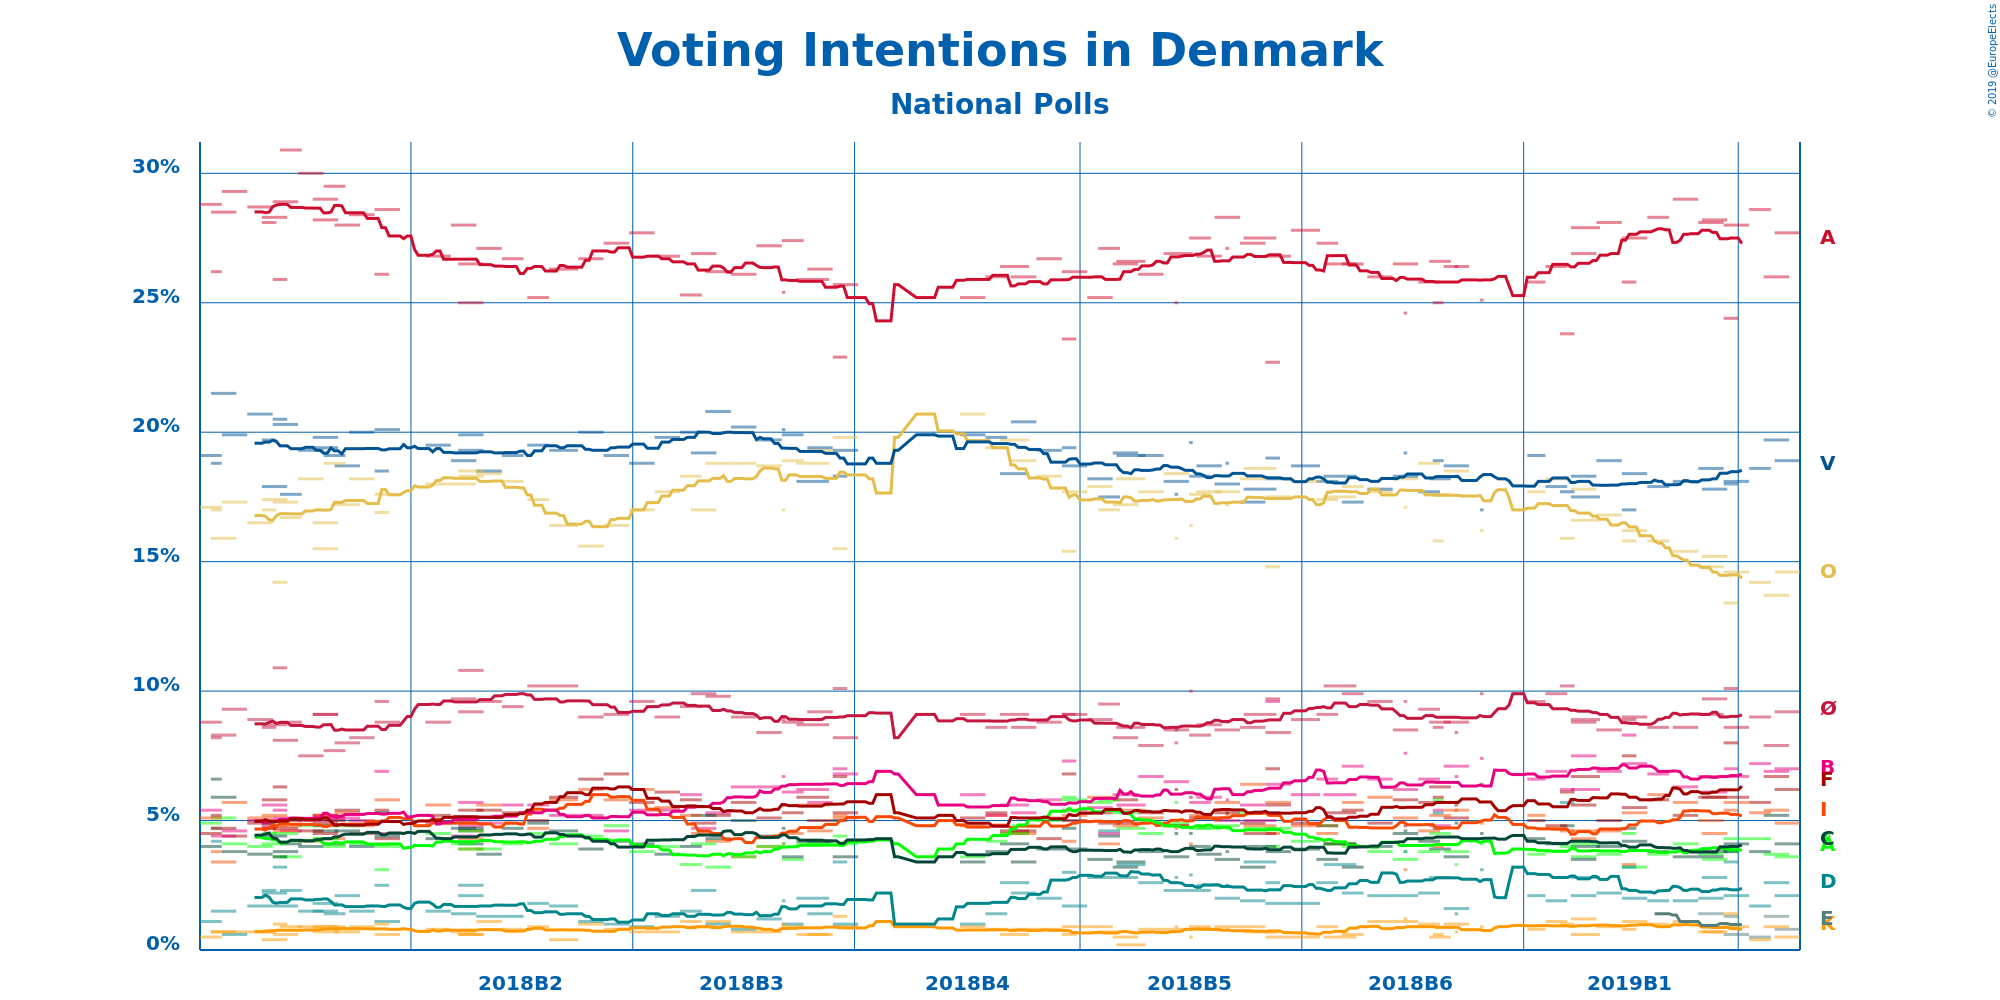 Voting Intentions in Denmark
National Polls
© 2019 @EuropeElects
30%
25%
20%
15%
10%
5%
0%
A
V
O
Ø
B
F
I
C
Å
D
E
K
2018B2
2018B3
2018B4
2018B5
2018B6
2019B1